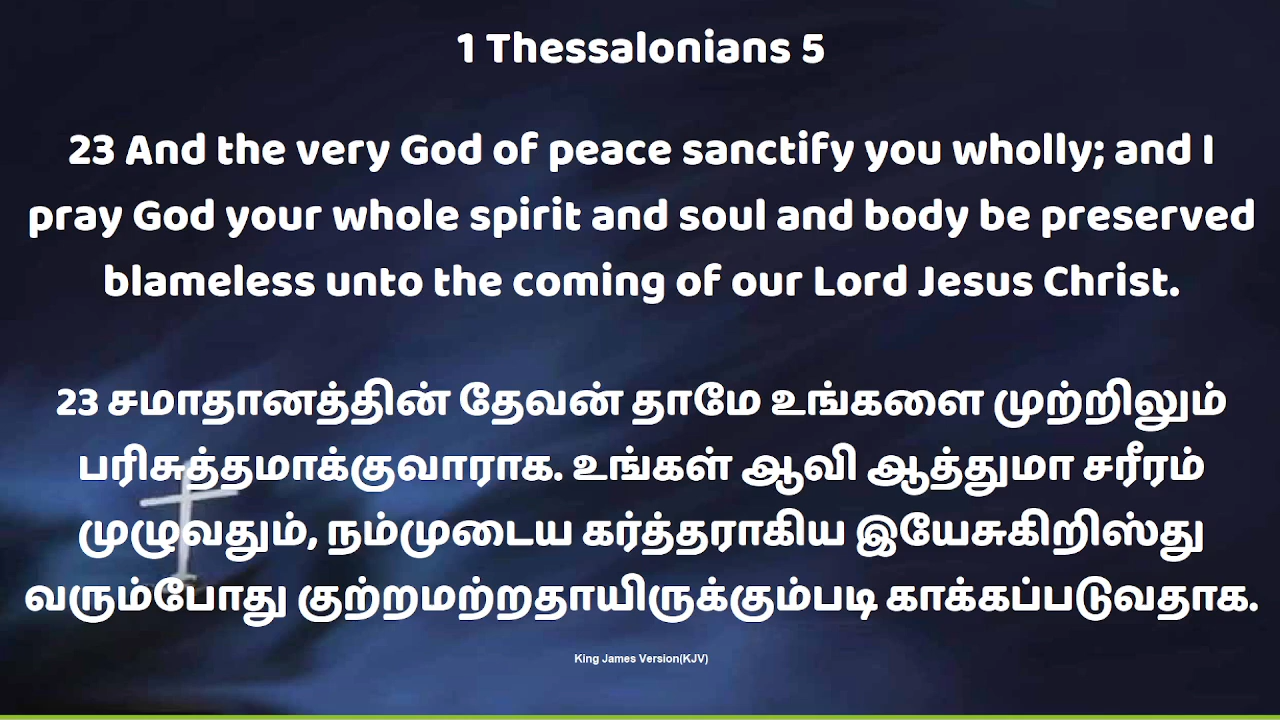 1 Thessalonians 5
23 And the very God of peace sanctify you wholly; and I
pray God your whole spirit and soul and body be preserved
blameless unto the coming of our Lord Jesus Christ.
23 சமாதானத்தின் தேவன் தாமே உங்களை முற்றிலும்
பரிசுத்தமாக்குவாராக. உங்கள் ஆவி ஆத்துமா சரீரம்
முழுவதும், நம்முடைய கர்த்தராகிய இயேசுகிறிஸ்து
வரும்போது குற்றமற்றதாயிருக்கும்படி காக்கப்படுவதாக.
King James Version(KJV)